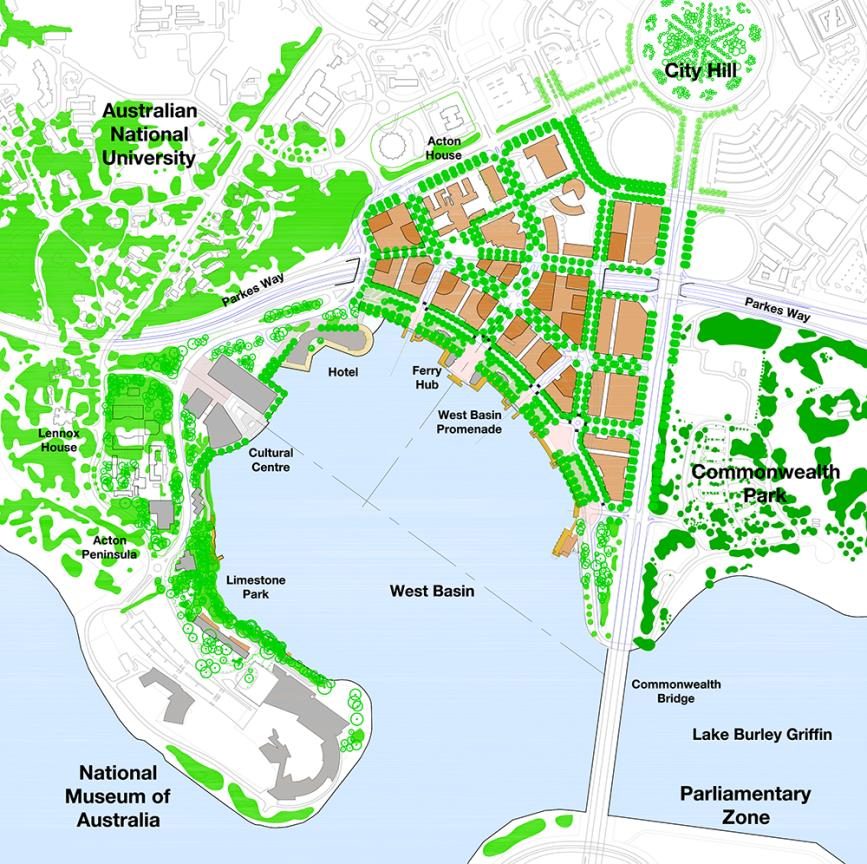 City Hill
Australian
National
University
Acton
House
Parkes Way
Parkes Way
Hotel
Ferry
Hub
West Basin
Promenade
Lennox
House
Cultural
Centre
Commonwealth
Park
Acton
Peninsula
Limestone
Park
West Basin
Commonwealth
Bridge
Lake Burley Griffin
National
Museum of
Australia
Parliamentary
Zone